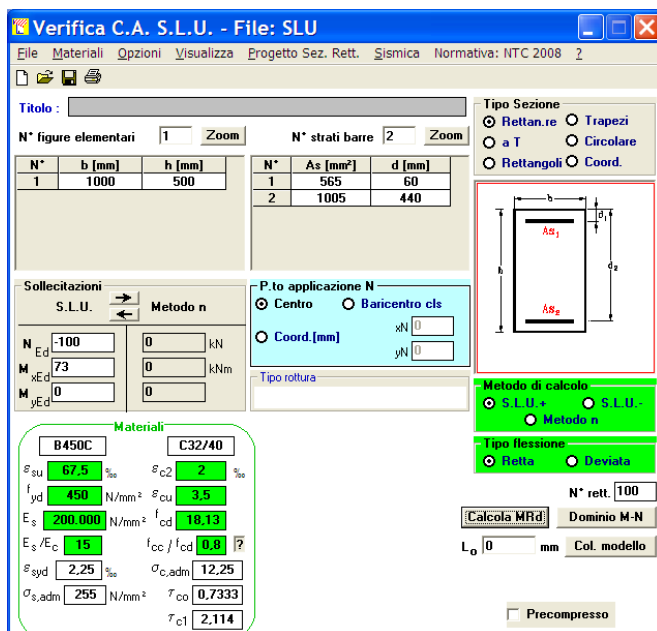 Verifica C.A. S.L.U. - File: SLU
File Materiali Opzioni Visualizza Progetto Sez. Rett. Sismica Normativa: NTC 2008 ?
Titolo :
N° figure elementari 1 Zoom N° strati barre 2 Zoom
N° b [mm] h [mm]
1 1000 500
N° As [mm²] d [mm]
1 565 60
2 1005 440
Tipo Sezione
Rettan.re Trapezi
a T Circolare
Rettangoli Coord.
b
h
d1
d2
As1
As2
Sollecitazioni
S.L.U. Metodo n
N Ed -100 0 kN
M xEd 73 0 kNm
M yEd 0 0
P.to applicazione N
Centro Baricentro cls
Coord.[mm] xN 0
yN 0
Tipo rottura
Metodo di calcolo
S.L.U.+ S.L.U.-
Metodo n
Tipo flessione
Retta Deviata
N° rett. 100
Calcola MRd Dominio M-N
Lo 0 mm Col. modello
Precompresso
Materiali
B450C C32/40
εsu 67,5 ‰ εc2 2 ‰
fyd 450 N/mm² εcu 3,5
Es 200.000 N/mm² fcd 18,13
Es/Ec 15 fcc / fcd 0,8 ?
εsyd 2,25 ‰ σc,adm 12,25
σs,adm 255 N/mm² τco 0,7333
τc1 2,114